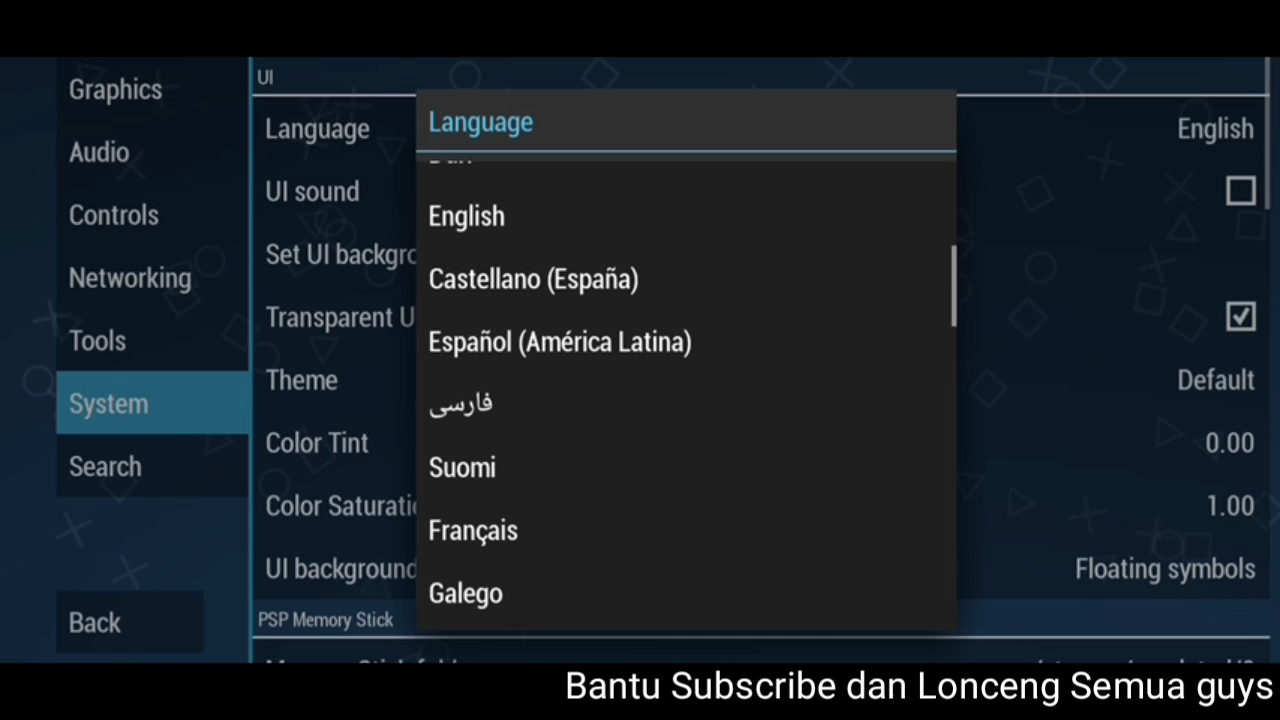 Graphics
Audio
Controls
Networking
Tools
System
Search
Back
UI
Language English
UI sound
Set UI backgro
Transparent U
Theme Default
Color Tint 0.00
Color Saturati 1.00
UI background Floating symbols
PSP Memory Stick
Language
English
Castellano (España)
Español (América Latina)
فارسی
Suomi
Français
Galego
Bantu Subscribe dan Lonceng Semua guys